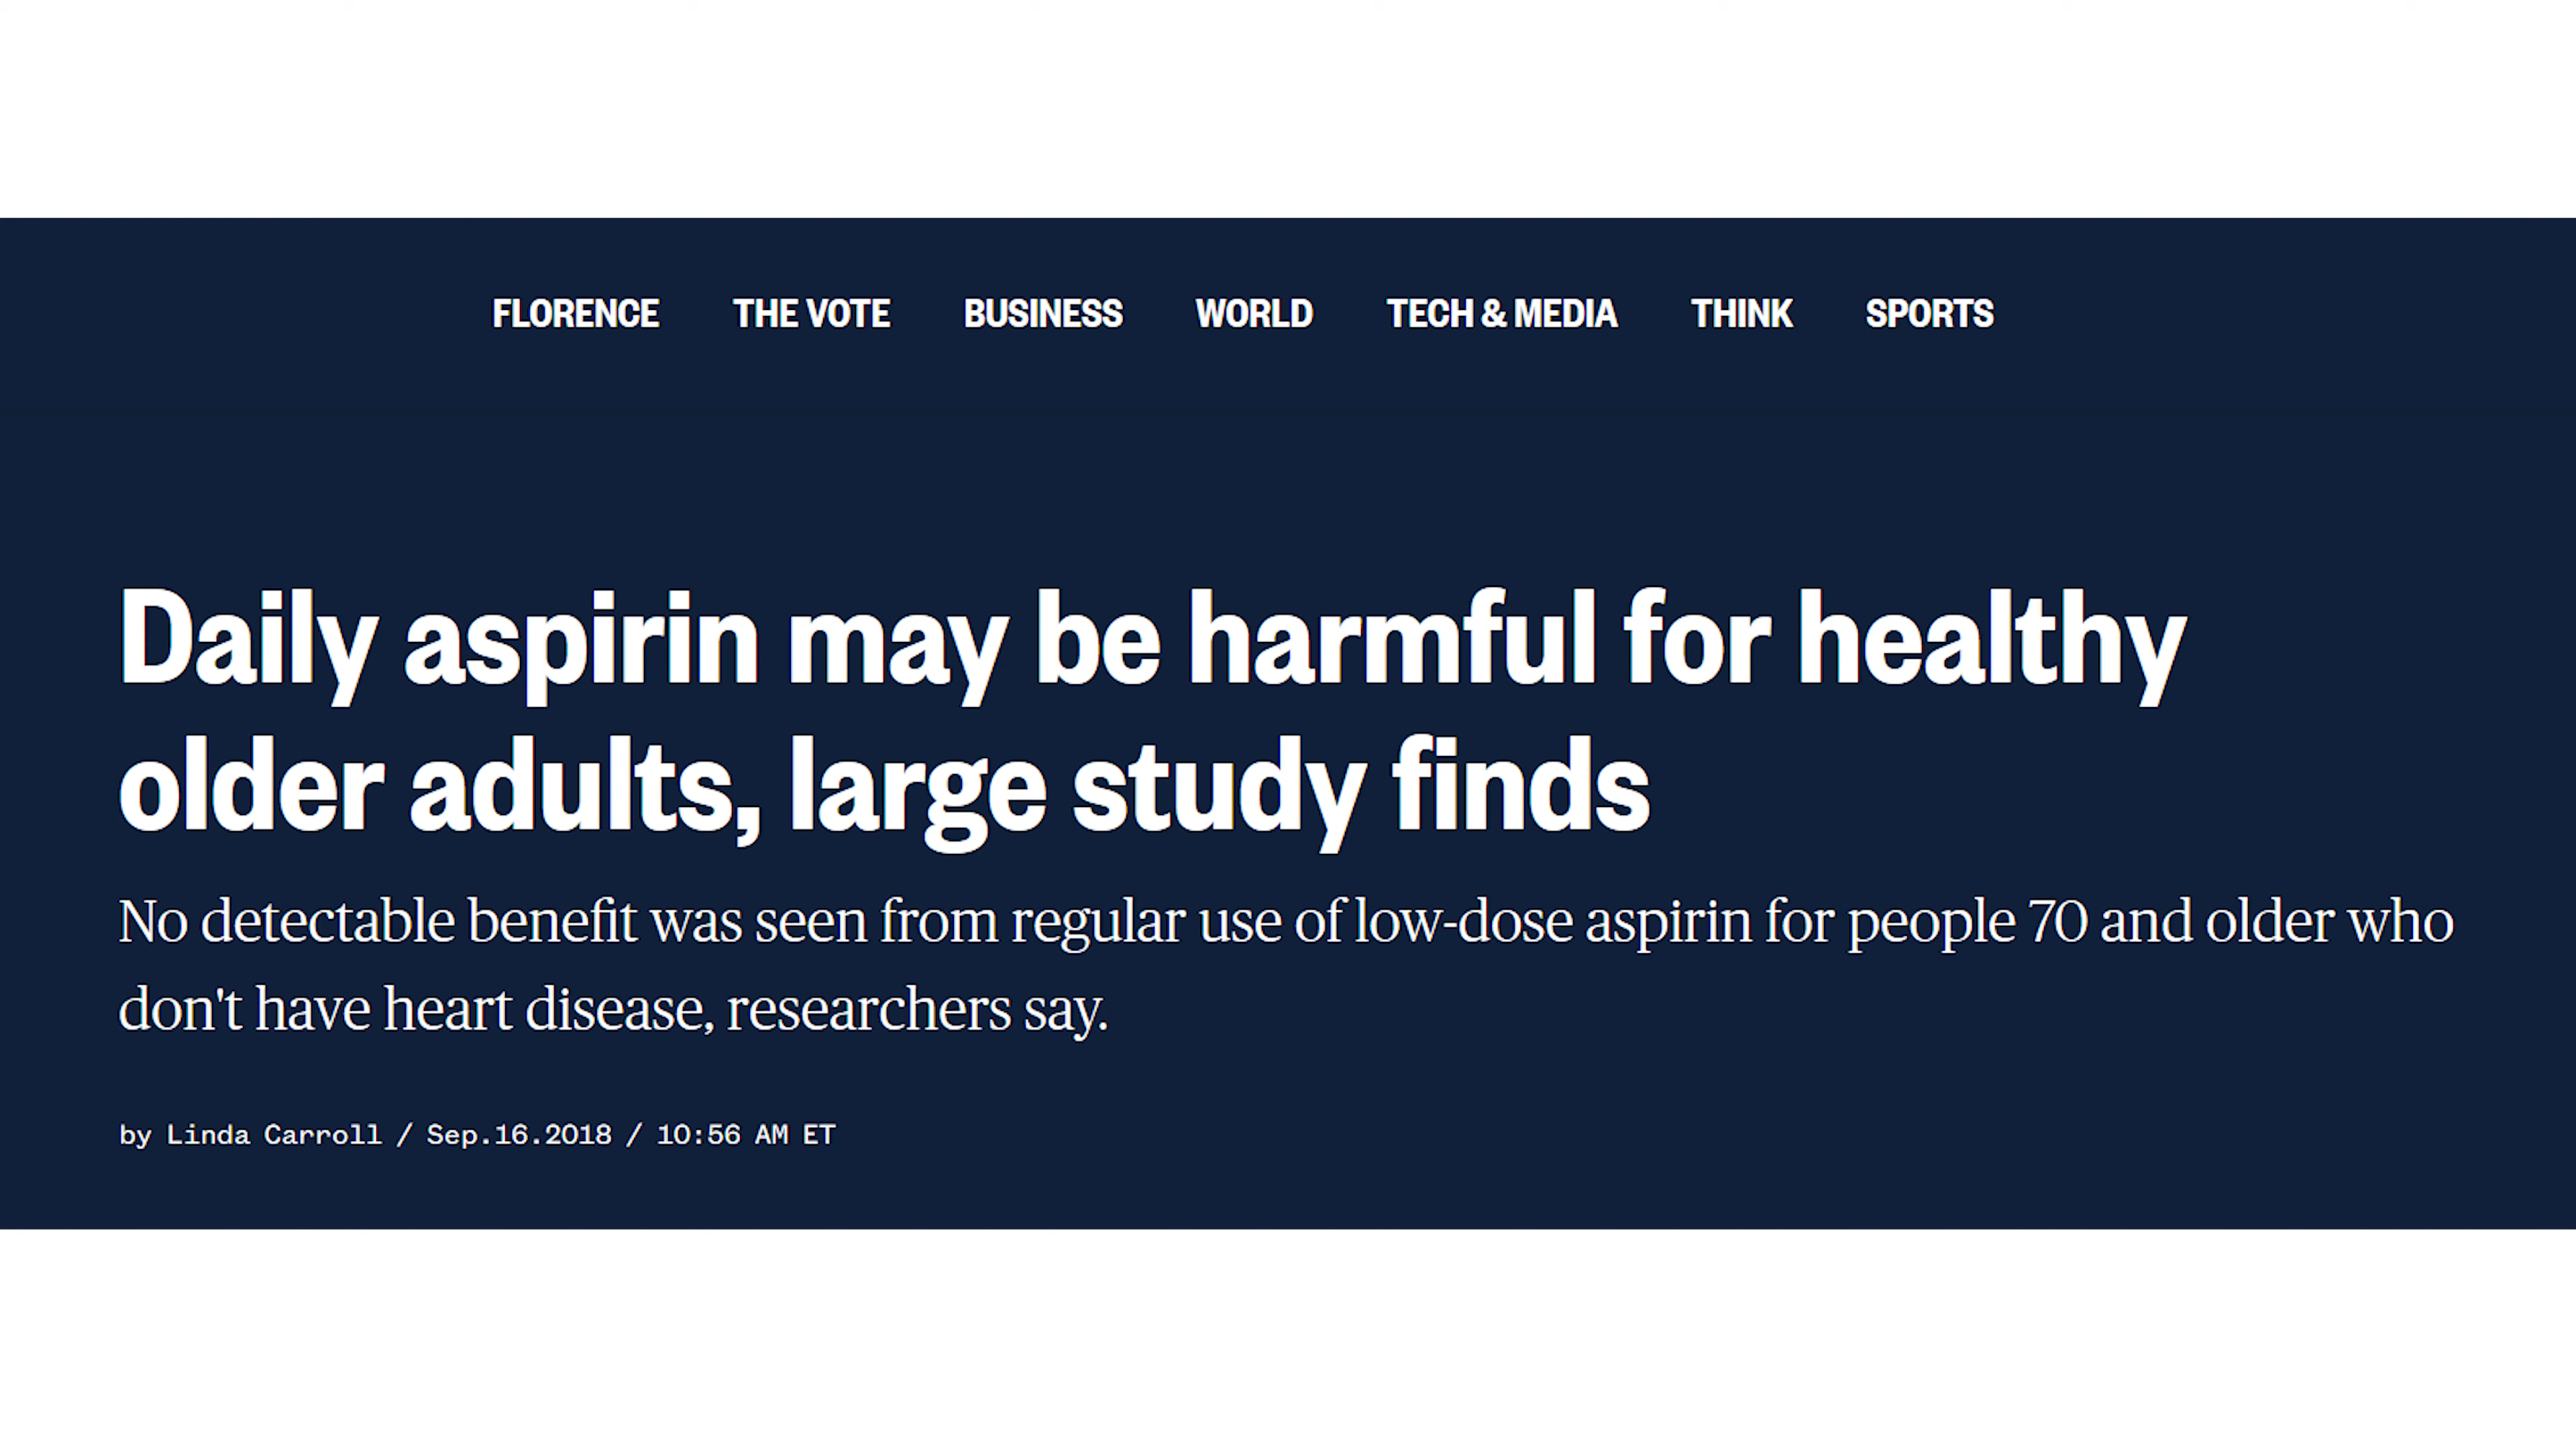 FLORENCE THE VOTE BUSINESS WORLD TECH & MEDIA THINK SPORTS
Daily aspirin may be harmful for healthy
older adults, large study finds
No detectable benefit was seen from regular use of low-dose aspirin for people 70 and older who
don't have heart disease, researchers say.
by Linda Carroll / Sep.16.2018 / 10:56 AM ET